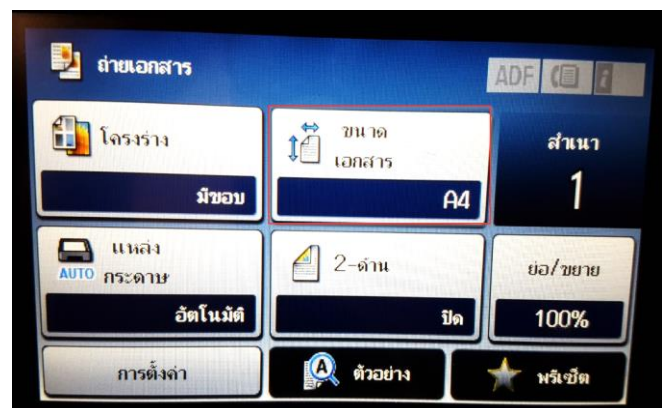 ถ่ายเอกสาร
ADF
i
โครงร่าง
มีขอบ
ขนาด
เอกสาร
A4
สำเนา
1
แหล่ง
AUTO กระดาษ
อัตโนมัติ
2-ด้าน
ปิด
ย่อ/ขยาย
100%
การตั้งค่า
A ตัวอย่าง
พรีเซ็ต